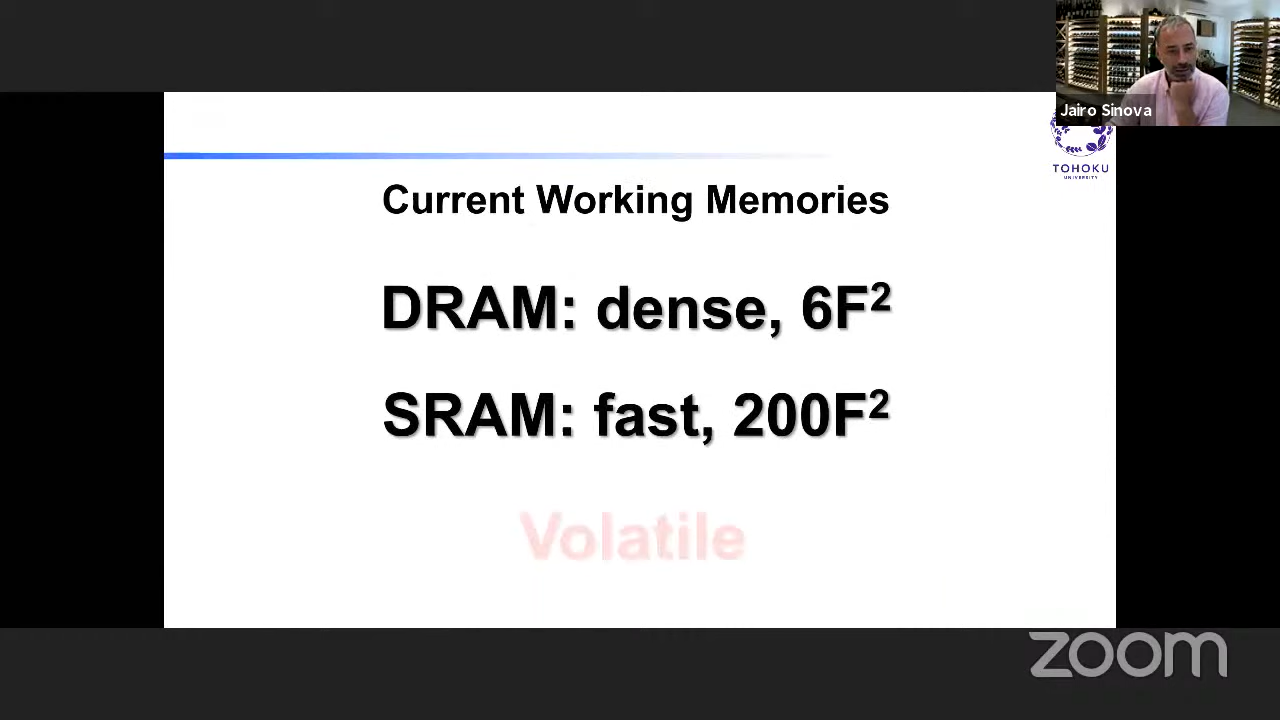 Jairo Sinova
TOHOKU
UNIVERSITY
Current Working Memories
DRAM: dense, 6F²
SRAM: fast, 200F²
Volatile
zoom